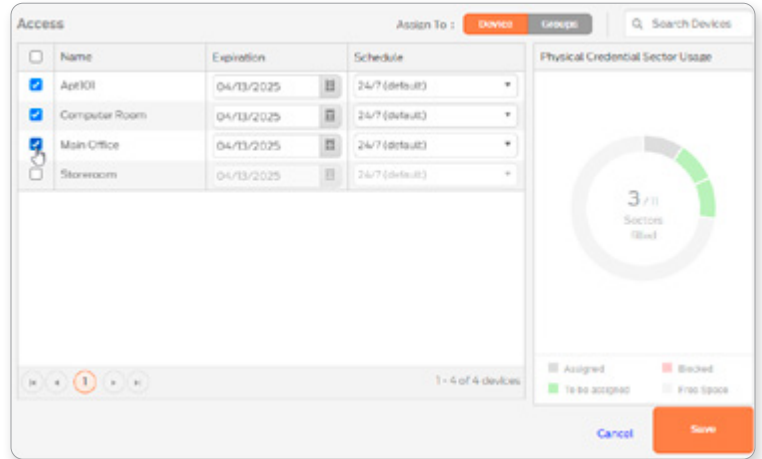 Access
Assign To : Device Groups Search Devices
Name Expiration Schedule
Apt101 04/13/2025 24/7 (default)
Computer Room 04/13/2025 24/7 (default)
Main Office 04/13/2025 24/7 (default)
Storeroom 04/13/2025 24/7 (default)
1 1 - 4 of 4 devices
Physical Credential Sector Usage
3 / 11
Sectors
filled
Assigned Blocked
To be assigned Free Space
Cancel Save